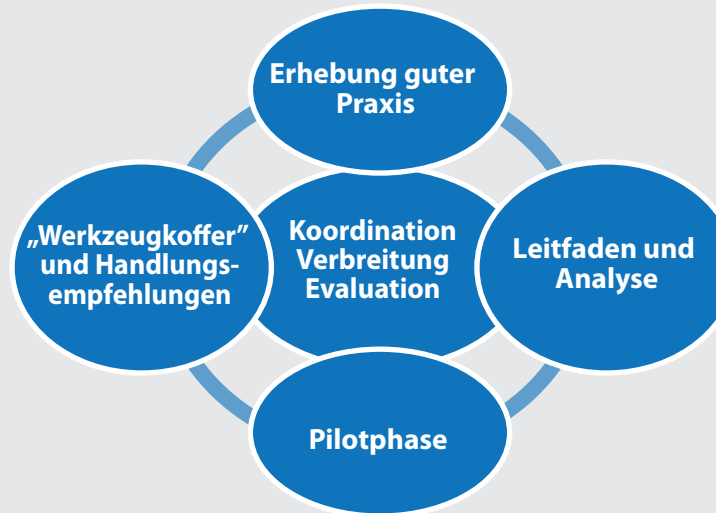 Erhebung guter
Praxis
„Werkzeugkoffer”
und Handlungs-
empfehlungen
Koordination
Verbreitung
Evaluation
Leitfaden und
Analyse
Pilotphase